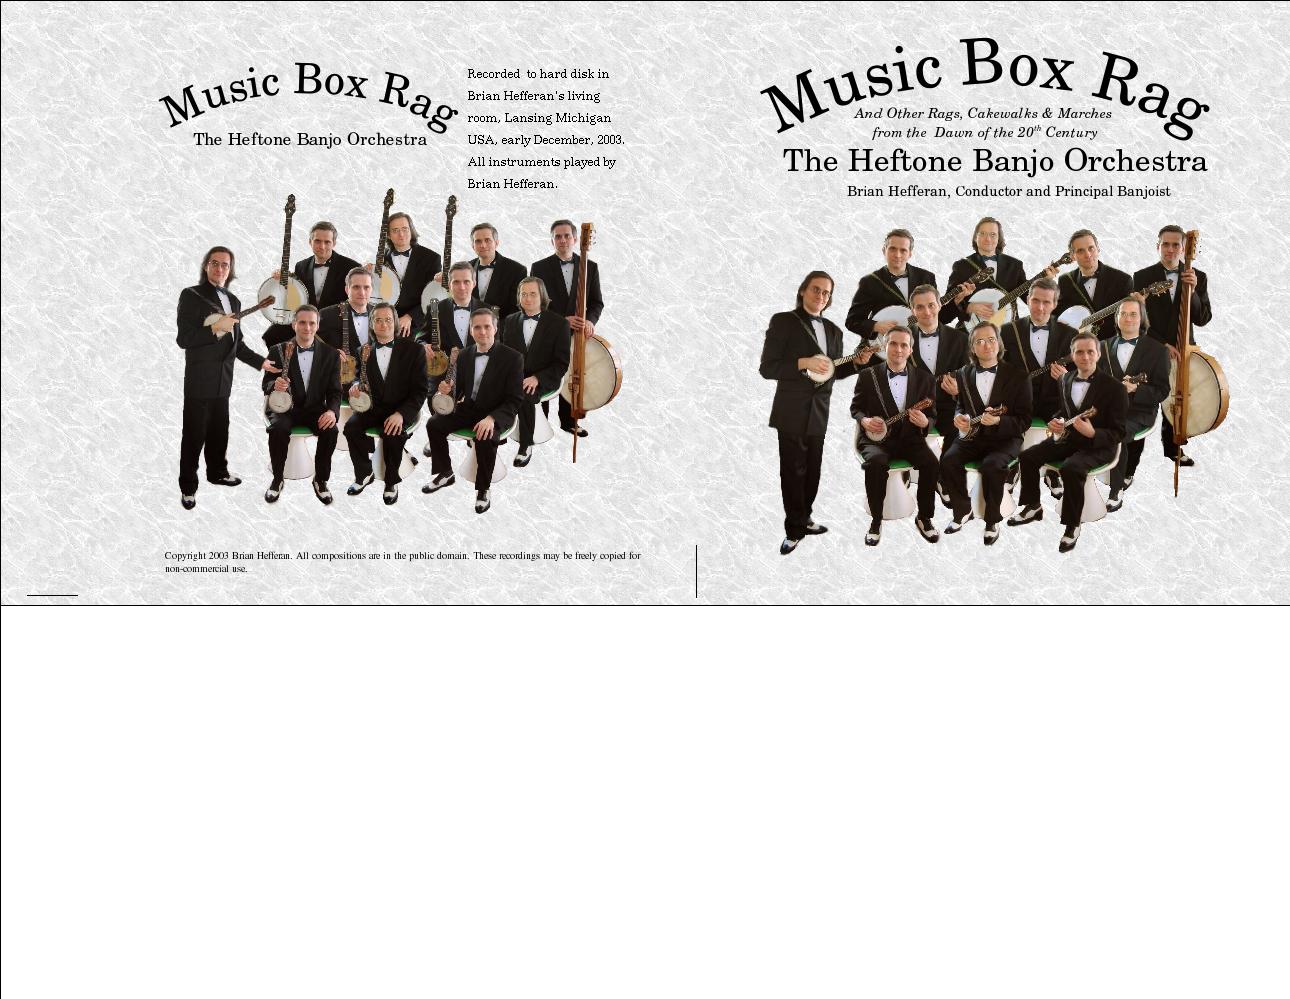 Music Box Rag
The Heftone Banjo Orchestra
Recorded to hard disk in
Brian Hefferan's living
room, Lansing Michigan
USA, early December, 2003.
All instruments played by
Brian Hefferan.
Copyright 2003 Brian Hefferan. All compositions are in the public domain. These recordings may be freely copied for
non-commercial use.
Music Box Rag
And Other Rags, Cakewalks & Marches
from the Dawn of the 20th Century
The Heftone Banjo Orchestra
Brian Hefferan, Conductor and Principal Banjoist